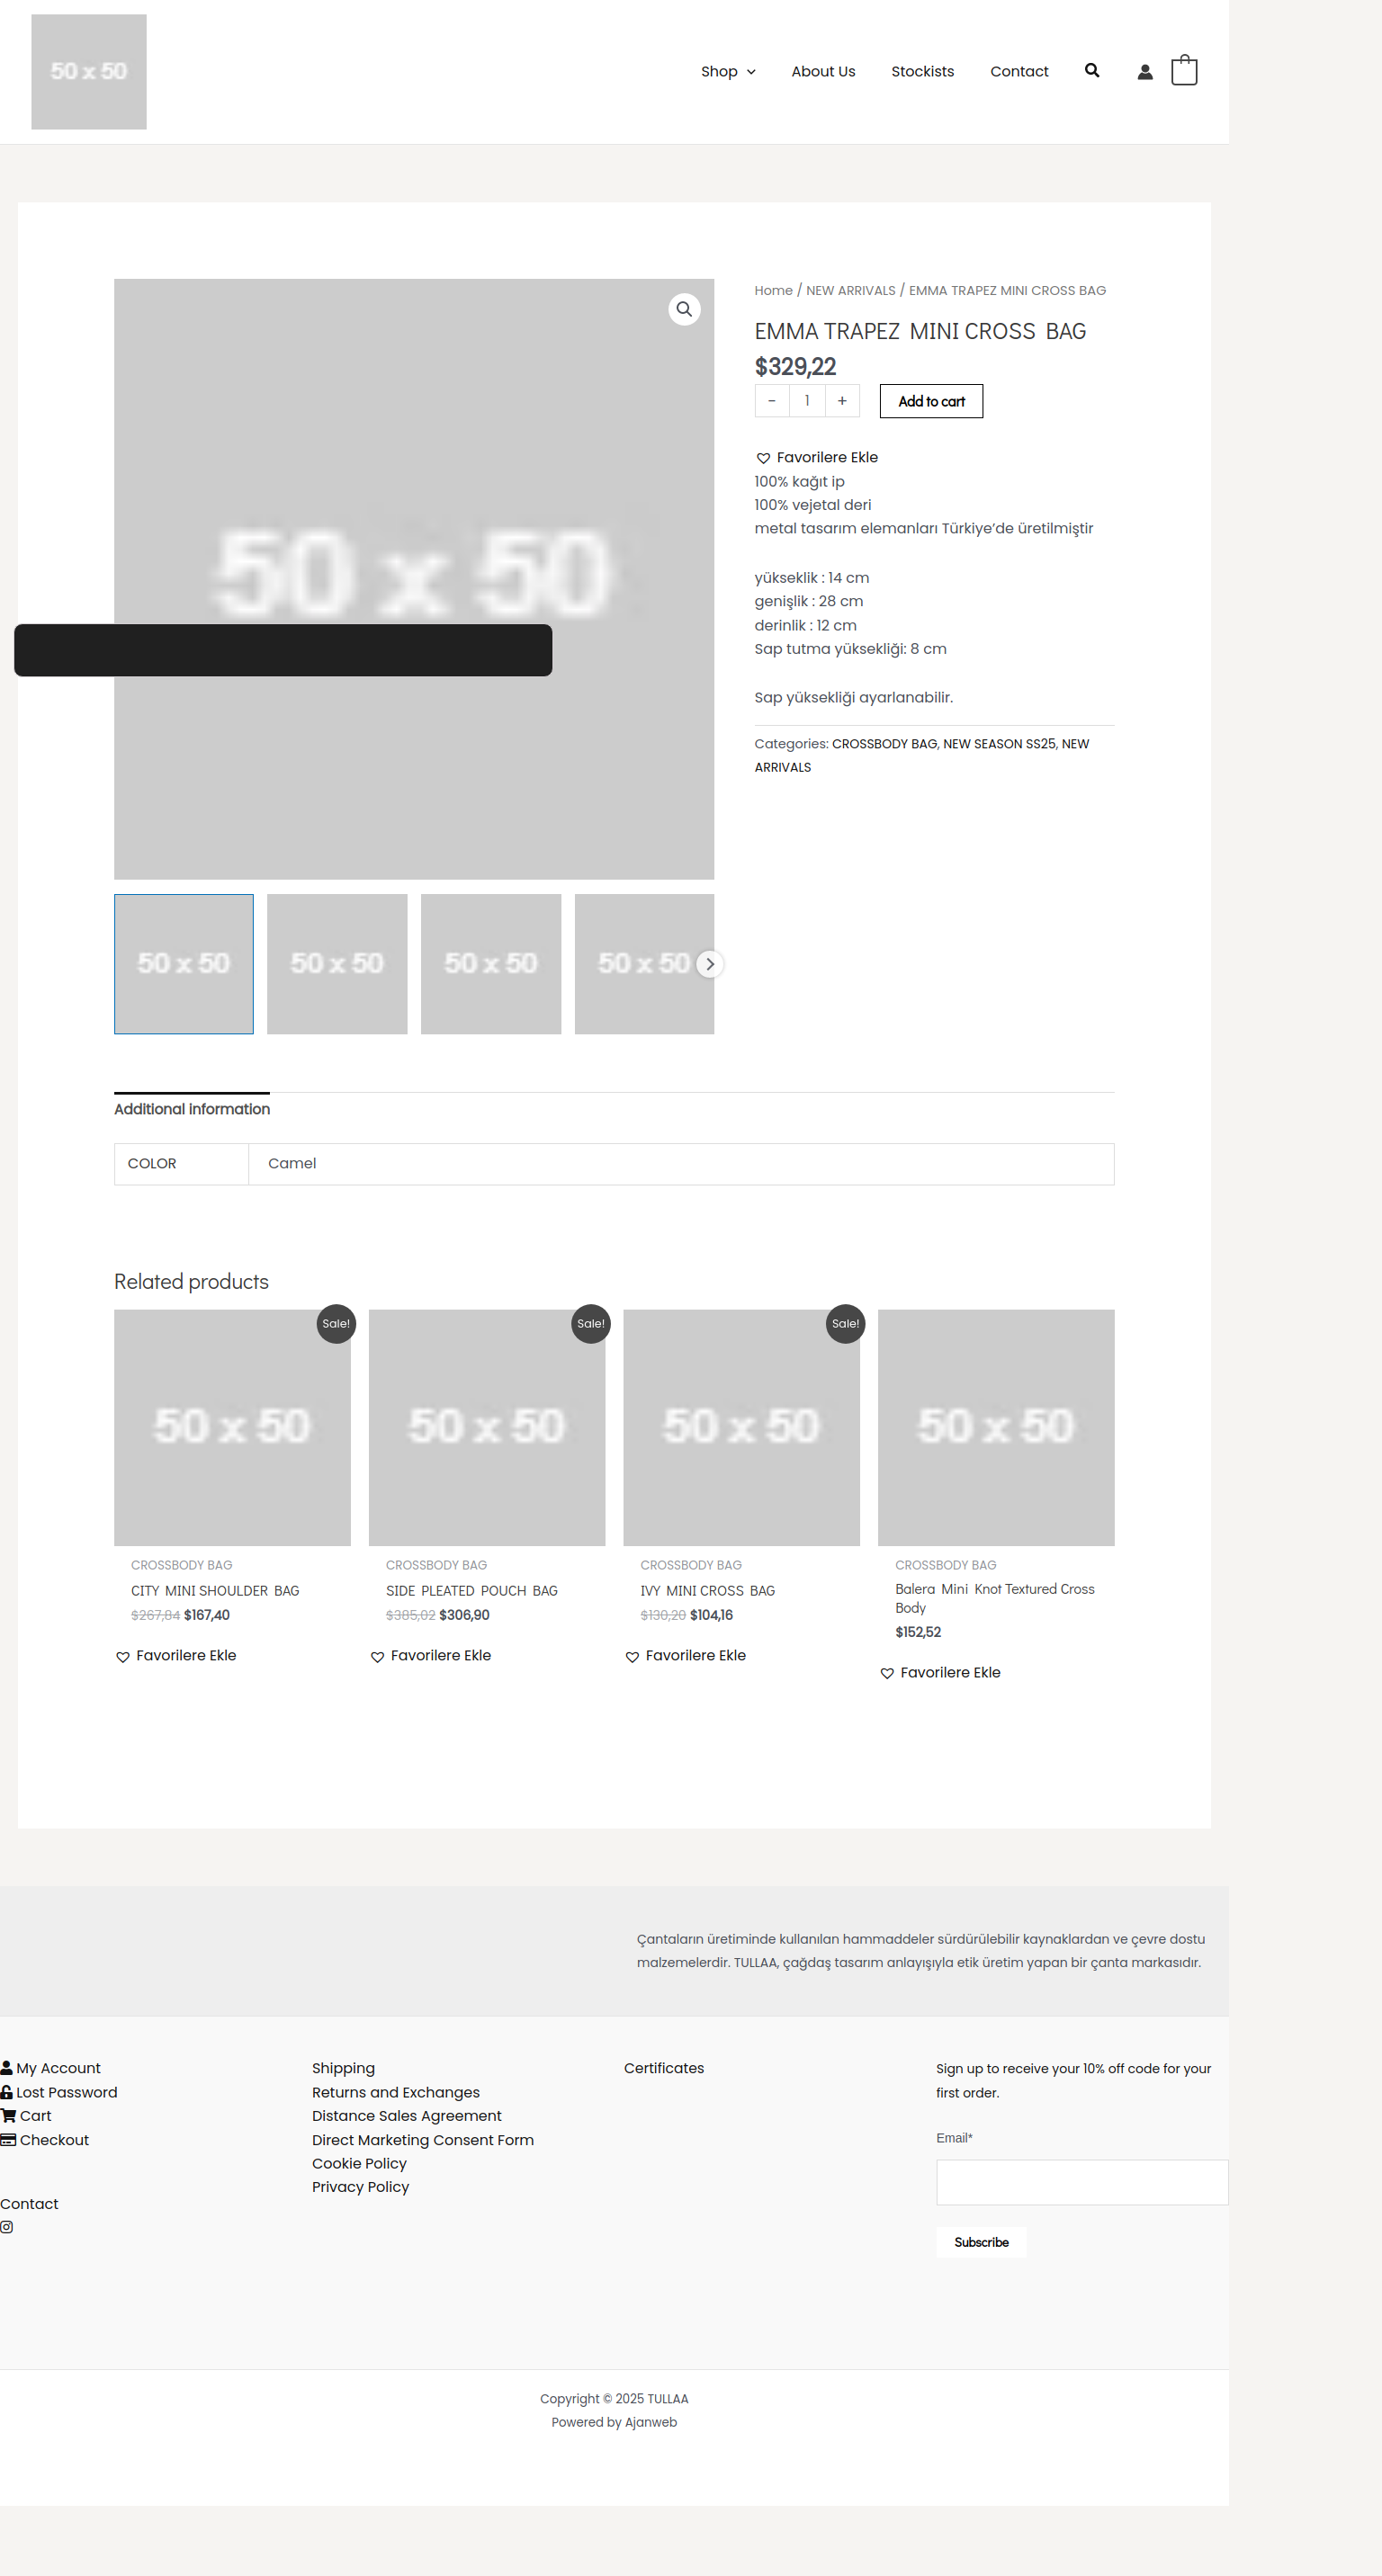 50 x 50
Shop
About Us
Stockists
Contact
50 x 50
Home / NEW ARRIVALS / EMMA TRAPEZ MINI CROSS BAG
EMMA TRAPEZ MINI CROSS BAG
$329,22
- 1 +
Add to cart
Favorilere Ekle
100% kağıt ip
100% vejetal deri
metal tasarım elemanları Türkiye’de üretilmiştir
yükseklik : 14 cm
genişlik : 28 cm
derinlik : 12 cm
Sap tutma yüksekliği: 8 cm
Sap yüksekliği ayarlanabilir.
Categories: CROSSBODY BAG, NEW SEASON SS25, NEW
ARRIVALS
50 x 50
50 x 50
50 x 50
50 x 50
Additional information
COLOR
Camel
Related products
Sale!
50 x 50
CROSSBODY BAG
CITY MINI SHOULDER BAG
$267,84 $167,40
Favorilere Ekle
Sale!
50 x 50
CROSSBODY BAG
SIDE PLEATED POUCH BAG
$385,02 $306,90
Favorilere Ekle
Sale!
50 x 50
CROSSBODY BAG
IVY MINI CROSS BAG
$130,20 $104,16
Favorilere Ekle
50 x 50
CROSSBODY BAG
Balera Mini Knot Textured Cross
Body
$152,52
Favorilere Ekle
Çantaların üretiminde kullanılan hammaddeler sürdürülebilir kaynaklardan ve çevre dostu
malzemelerdir. TULLAA, çağdaş tasarım anlayışıyla etik üretim yapan bir çanta markasıdır.
My Account
Lost Password
Cart
Checkout
Contact
Shipping
Returns and Exchanges
Distance Sales Agreement
Direct Marketing Consent Form
Cookie Policy
Privacy Policy
Certificates
Sign up to receive your 10% off code for your
first order.
Email*
Subscribe
Copyright © 2025 TULLAA
Powered by Ajanweb